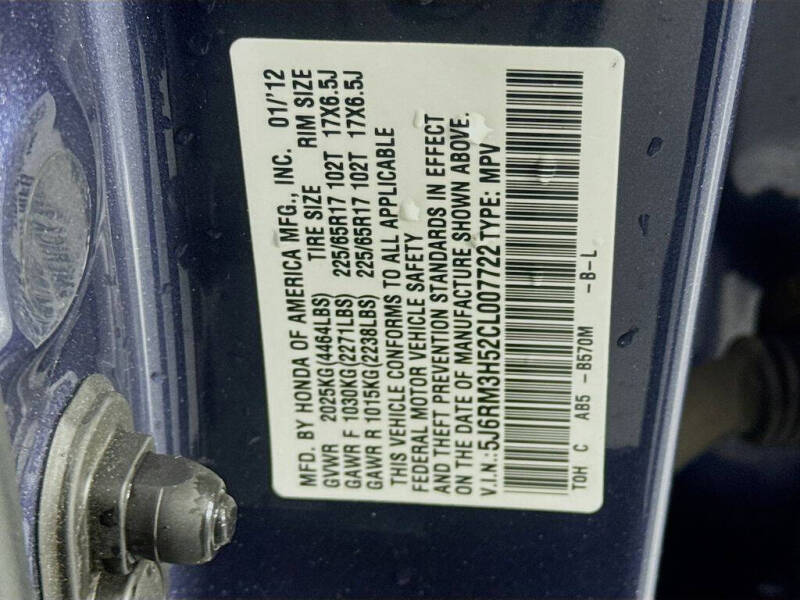 MFD. BY HONDA OF AMERICA MFG., INC. 01/'12
GVWR 2025KG(4464LBS) TIRE SIZE RIM SIZE
GAWR F 1030KG(2271LBS) 225/65R17 102T 17X6.5J
GAWR R 1015KG(2238LBS) 225/65R17 102T 17X6.5J
THIS VEHICLE CONFORMS TO ALL APPLICABLE
FEDERAL MOTOR VEHICLE SAFETY
AND THEFT PREVENTION STANDARDS IN EFFECT
ON THE DATE OF MANUFACTURE SHOWN ABOVE.
V.I.N.:5J6RM3H52CL007722 TYPE: MPV
TOH C AB5 -B570M -B-L